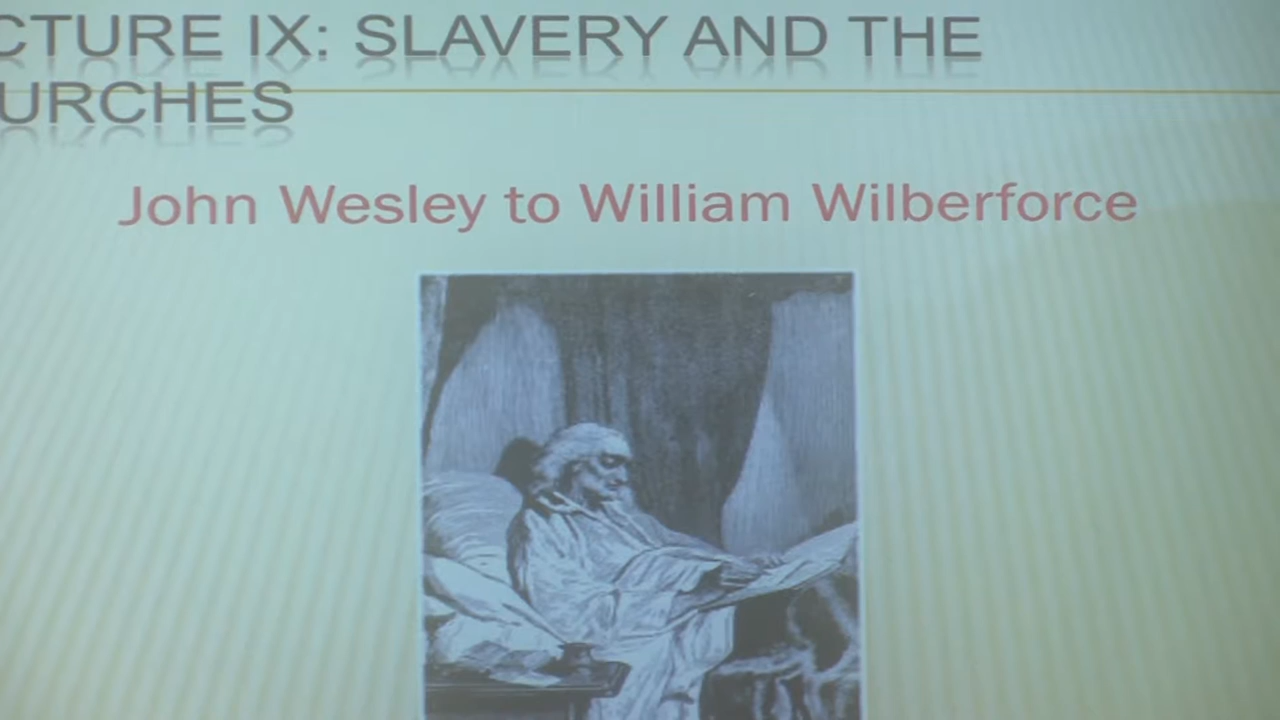 CTURE IX: SLAVERY AND THE
URCHES
John Wesley to William Wilberforce